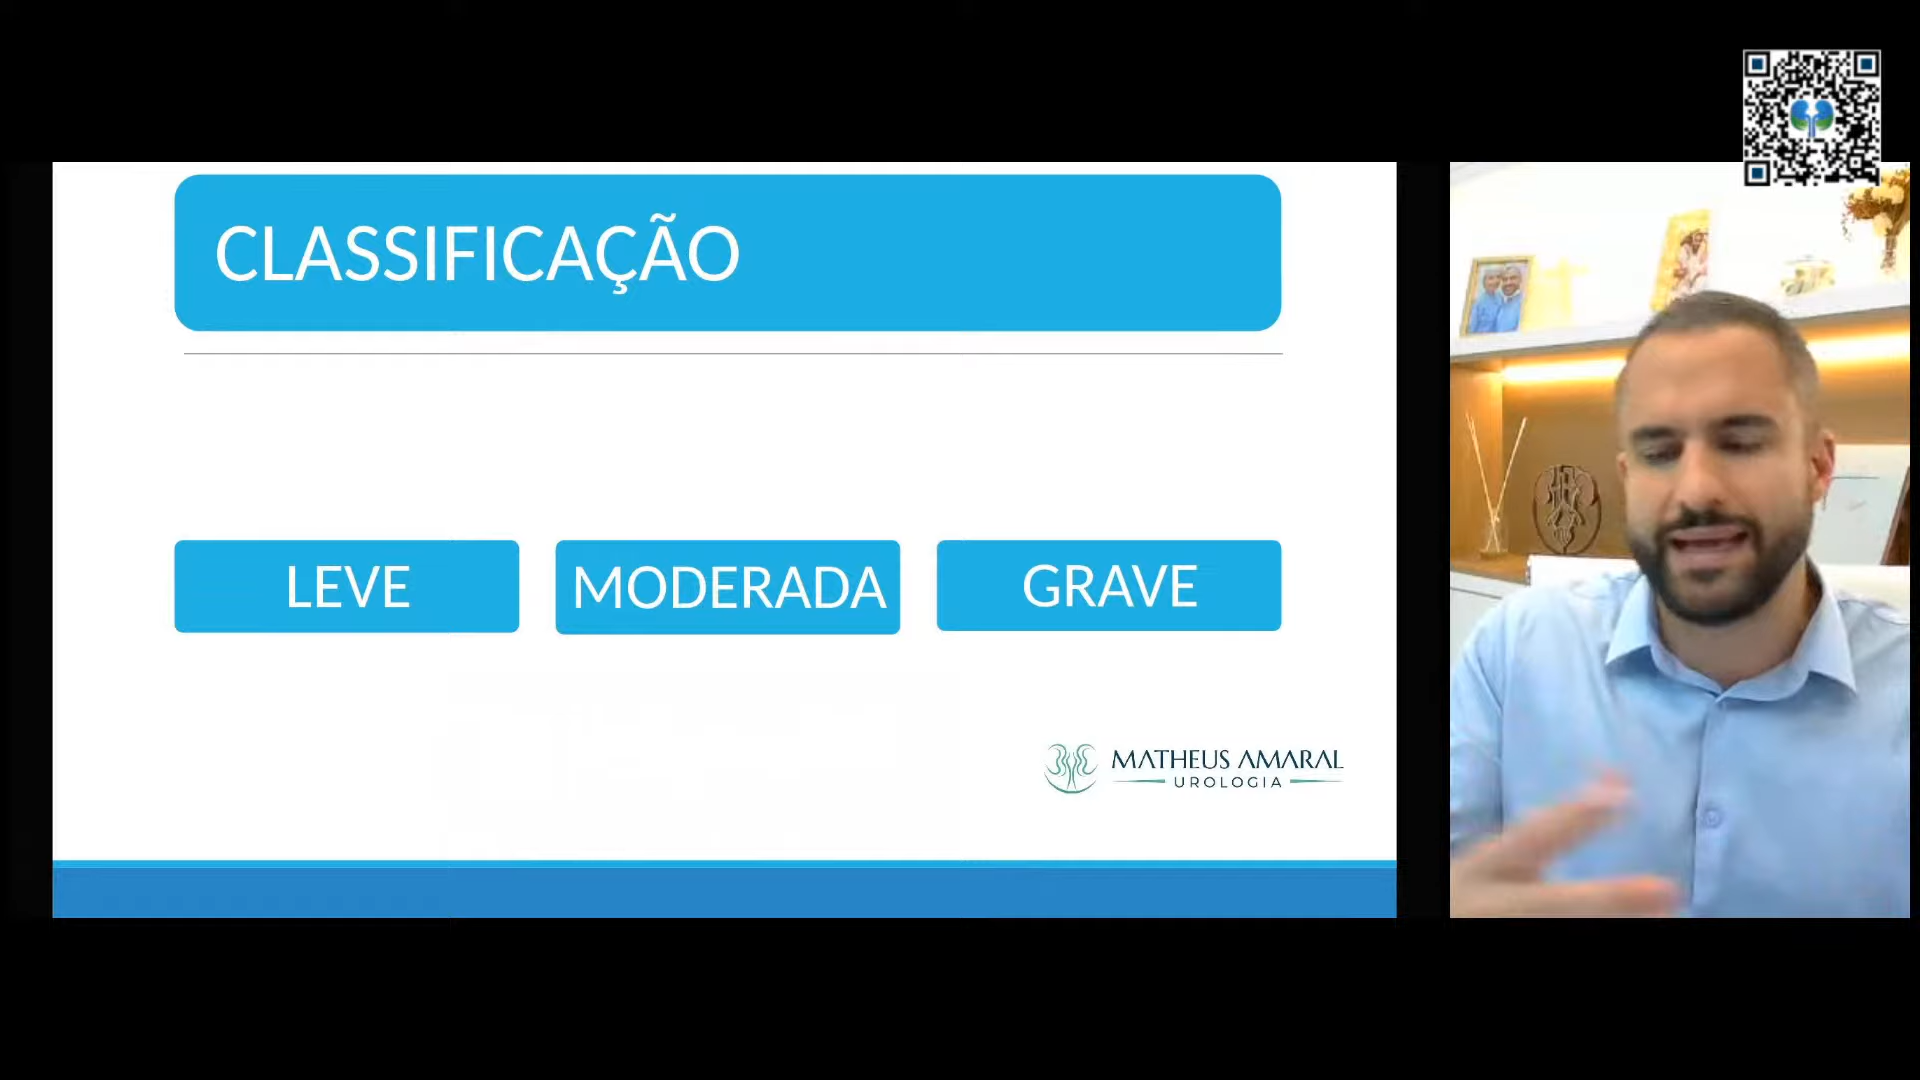 CLASSIFICAÇÃO
LEVE
MODERADA
GRAVE
MATHEUS AMARAL
UROLOGIA